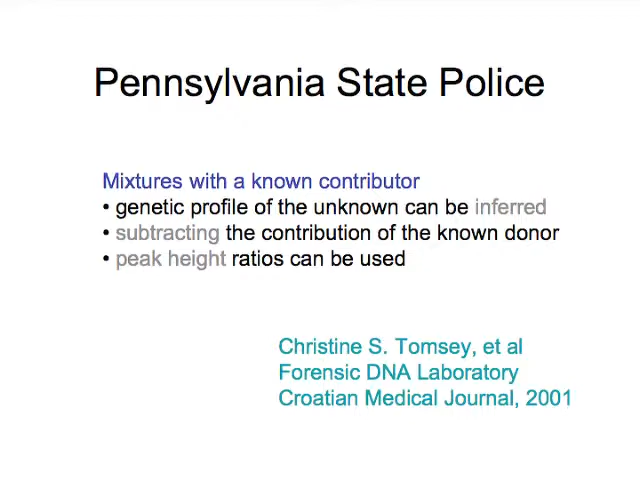 Pennsylvania State Police
Mixtures with a known contributor
• genetic profile of the unknown can be inferred
• subtracting the contribution of the known donor
• peak height ratios can be used
Christine S. Tomsey, et al
Forensic DNA Laboratory
Croatian Medical Journal, 2001